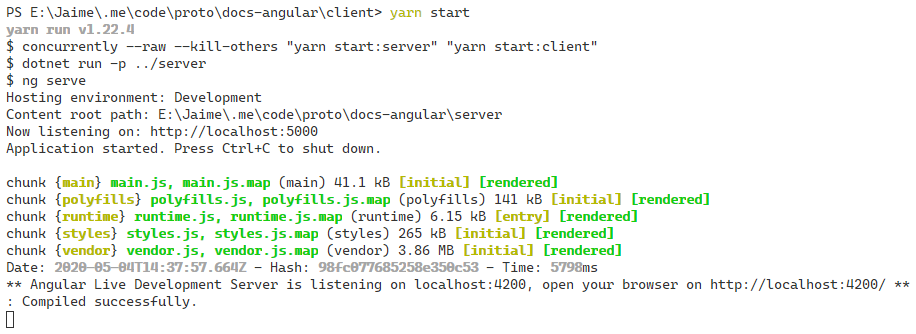 PS E:\Jaime\.me\code\proto\docs-angular\client> yarn start
yarn run v1.22.4
$ concurrently --raw --kill-others "yarn start:server" "yarn start:client"
$ dotnet run -p ../server
$ ng serve
Hosting environment: Development
Content root path: E:\Jaime\.me\code\proto\docs-angular\server
Now listening on: http://localhost:5000
Application started. Press Ctrl+C to shut down.
chunk {main} main.js, main.js.map (main) 41.1 kB [initial] [rendered]
chunk {polyfills} polyfills.js, polyfills.js.map (polyfills) 141 kB [initial] [rendered]
chunk {runtime} runtime.js, runtime.js.map (runtime) 6.15 kB [entry] [rendered]
chunk {styles} styles.js, styles.js.map (styles) 265 kB [initial] [rendered]
chunk {vendor} vendor.js, vendor.js.map (vendor) 3.86 MB [initial] [rendered]
Date: 2020-05-04T14:37:57.664Z - Hash: 98fc077685258e350c53 - Time: 5798ms
** Angular Live Development Server is listening on localhost:4200, open your browser on http://localhost:4200/ **
: Compiled successfully.